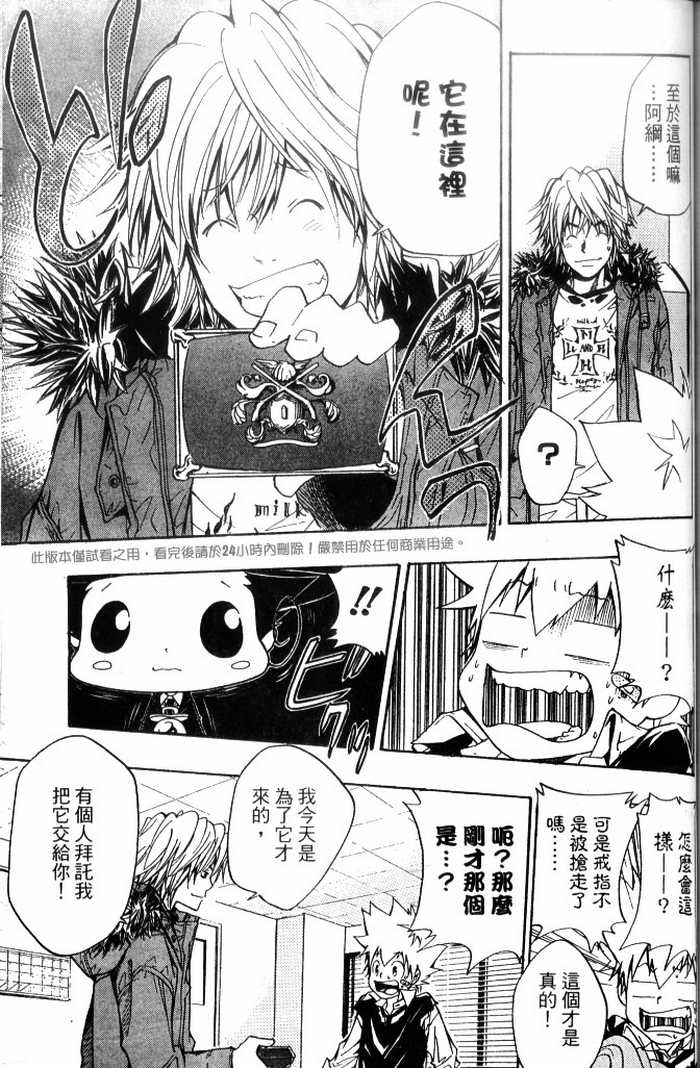 至於這個嘛
…阿綱……
?
它在這裡
呢!
milk
此版本僅試看之用，看完後請於24小時內刪除！嚴禁用於任何商業用途。
什麼——？
!!
ビクッ
怎麼會這
樣——？
可是戒指不
是被搶走了
嗎……
這個才是
真的！
呃？那麼
剛才那個
是…？
我今天是
為了它才
來的，
有個人拜託我
把它交給你！